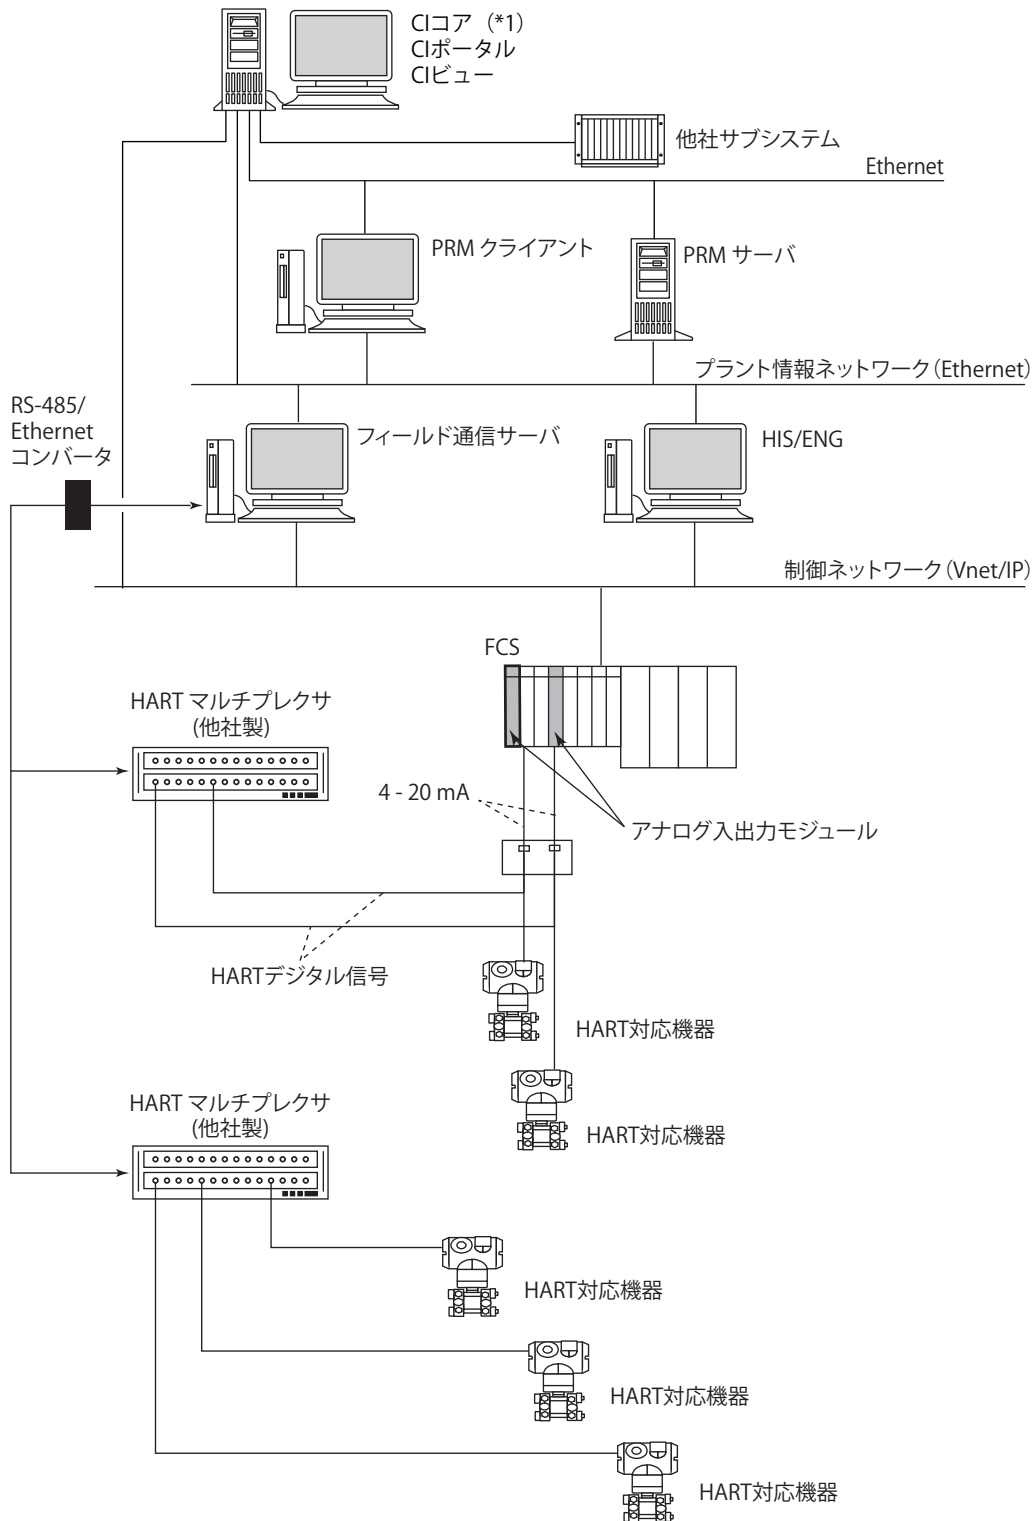 CIコア (*1)
CIポータル
CIビュー
他社サブシステム
Ethernet
PRM クライアント
PRM サーバ
プラント情報ネットワーク(Ethernet)
RS-485/
Ethernet
コンバータ
フィールド通信サーバ
HIS/ENG
制御ネットワーク(Vnet/IP)
FCS
HART マルチプレクサ
(他社製)
4 - 20 mA
アナログ入出力モジュール
HARTデジタル信号
HART対応機器
HART対応機器
HART マルチプレクサ
(他社製)
HART対応機器
HART対応機器
HART対応機器